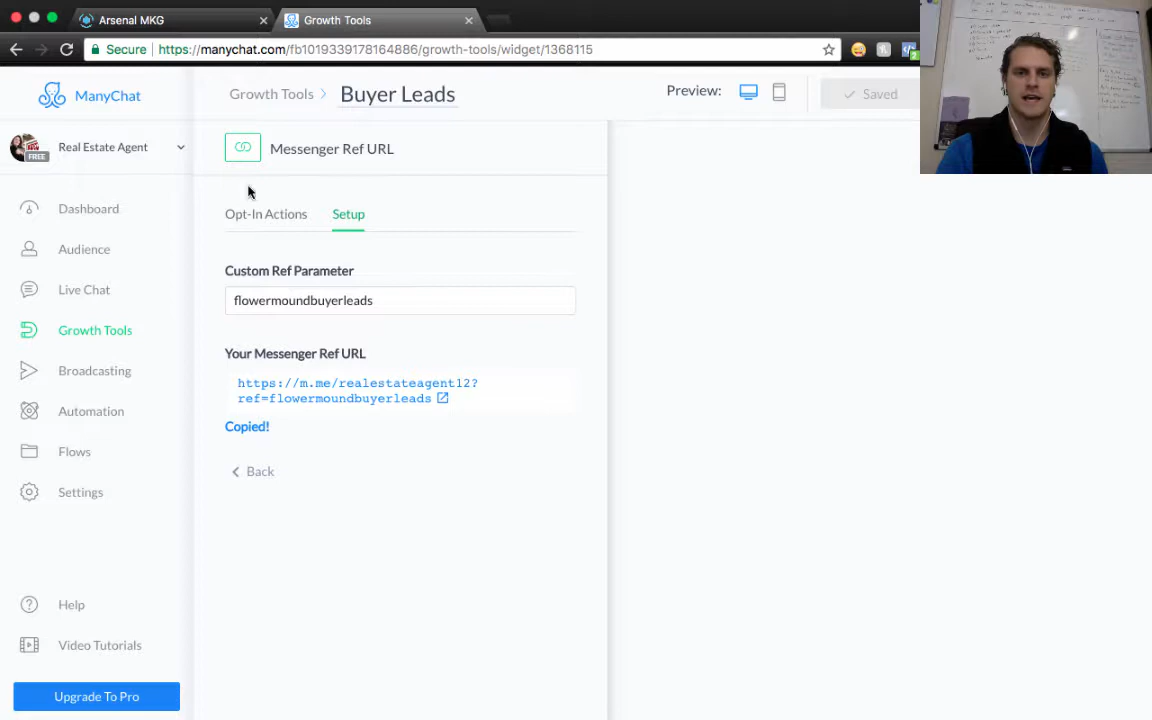 Arsenal MKG
Growth Tools
Secure
https://manychat.com/fb1019339178164886/growth-tools/widget/1368115
2
ManyChat
Growth Tools
Buyer Leads
Preview:
Saved
Real Estate Agent
FREE
Messenger Ref URL
Dashboard
Opt-In Actions
Setup
Audience
Custom Ref Parameter
Live Chat
flowermoundbuyerleads
Growth Tools
Your Messenger Ref URL
Broadcasting
https://m.me/realestateagent12?
ref=flowermoundbuyerleads
Automation
Copied!
Flows
Back
Settings
Help
Video Tutorials
Upgrade To Pro